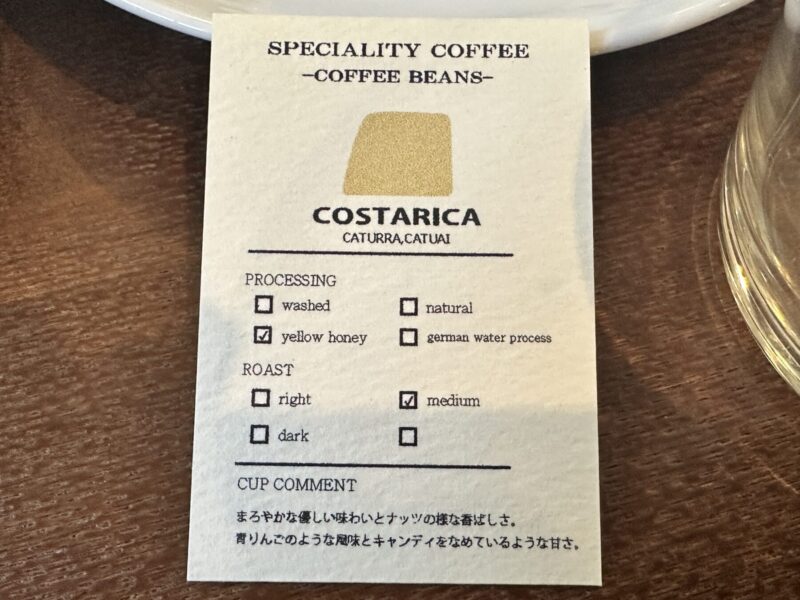 SPECIALITY COFFEE
-COFFEE BEANS-
COSTARICA
CATURRA,CATUAI
PROCESSING
☐ washed ☐ natural
☑ yellow honey ☐ german water process
ROAST
☐ right ☑ medium
☐ dark ☐
CUP COMMENT
まろやかな優しい味わいとナッツの様な香ばしさ。
青りんごのような風味とキャンディをなめているような甘さ。